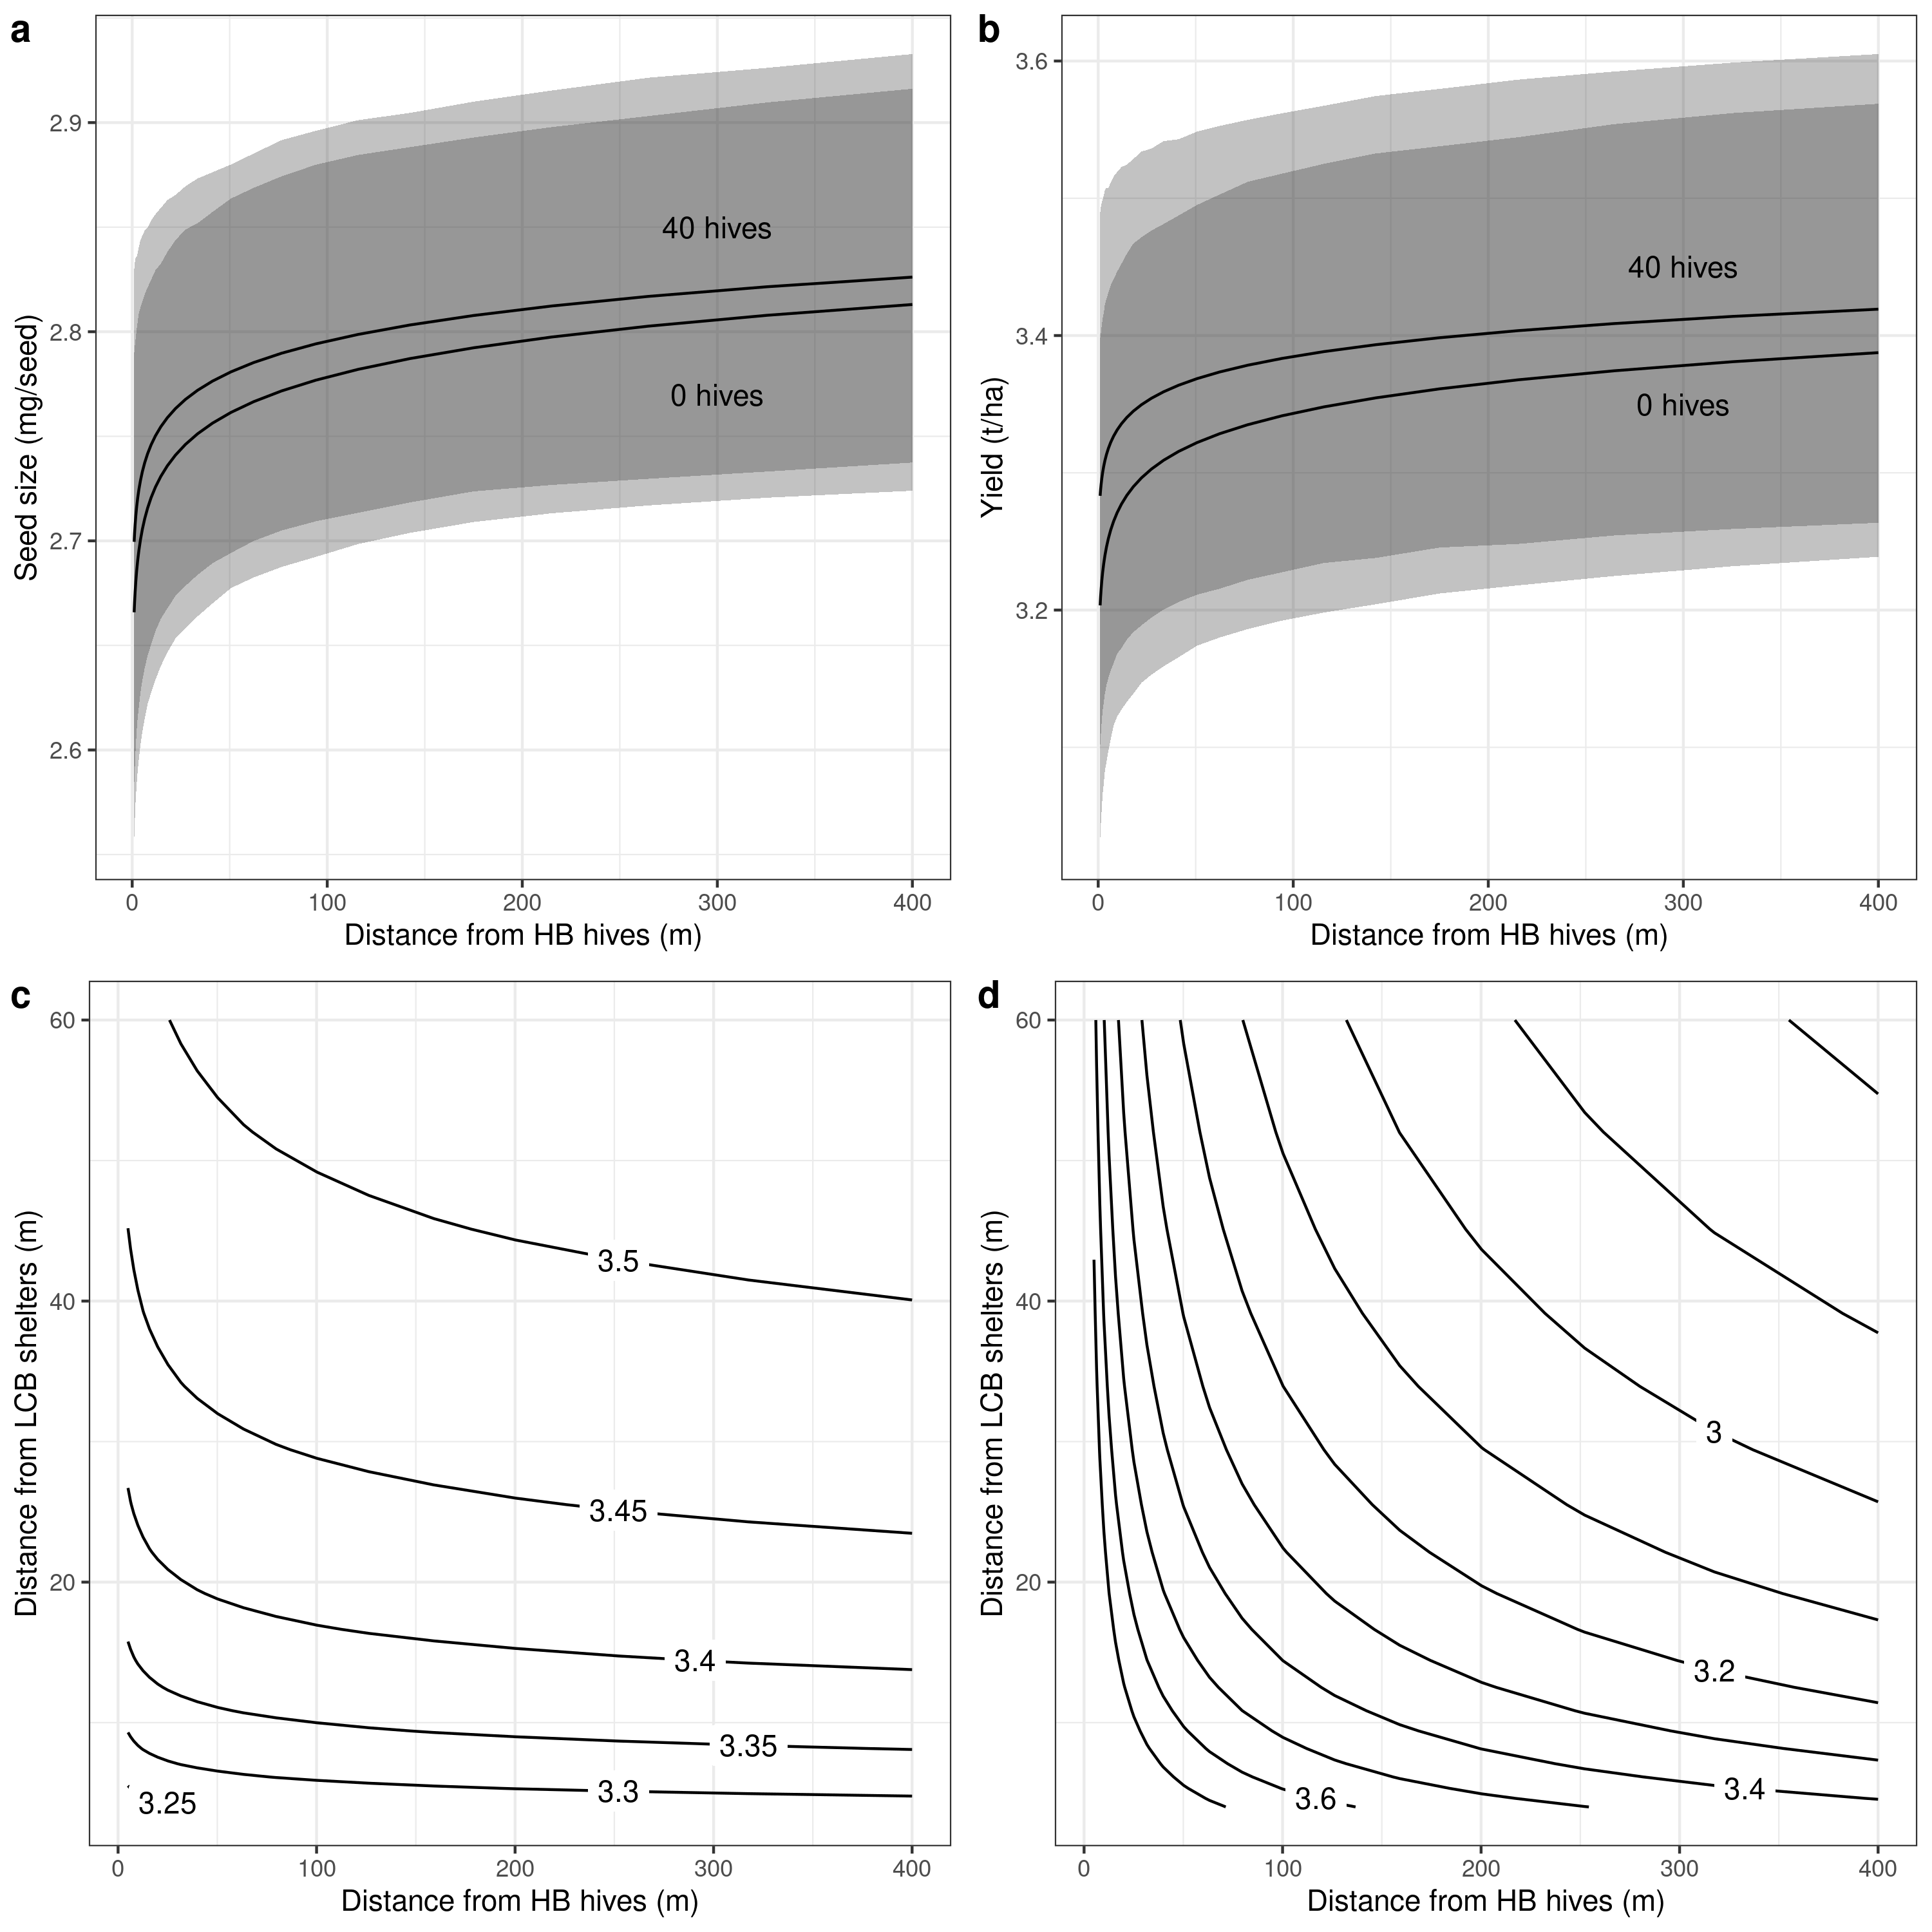 a
Seed size (mg/seed)
2.9
2.8
2.7
2.6
40 hives
0 hives
0 100 200 300 400
Distance from HB hives (m)
b
Yield (t/ha)
3.6
3.4
3.2
40 hives
0 hives
0 100 200 300 400
Distance from HB hives (m)
c
Distance from LCB shelters (m)
60
40
20
3.5
3.45
3.4
3.35
3.3
3.25
0 100 200 300 400
Distance from HB hives (m)
d
Distance from LCB shelters (m)
60
40
20
3
3.2
3.4
3.6
0 100 200 300 400
Distance from HB hives (m)